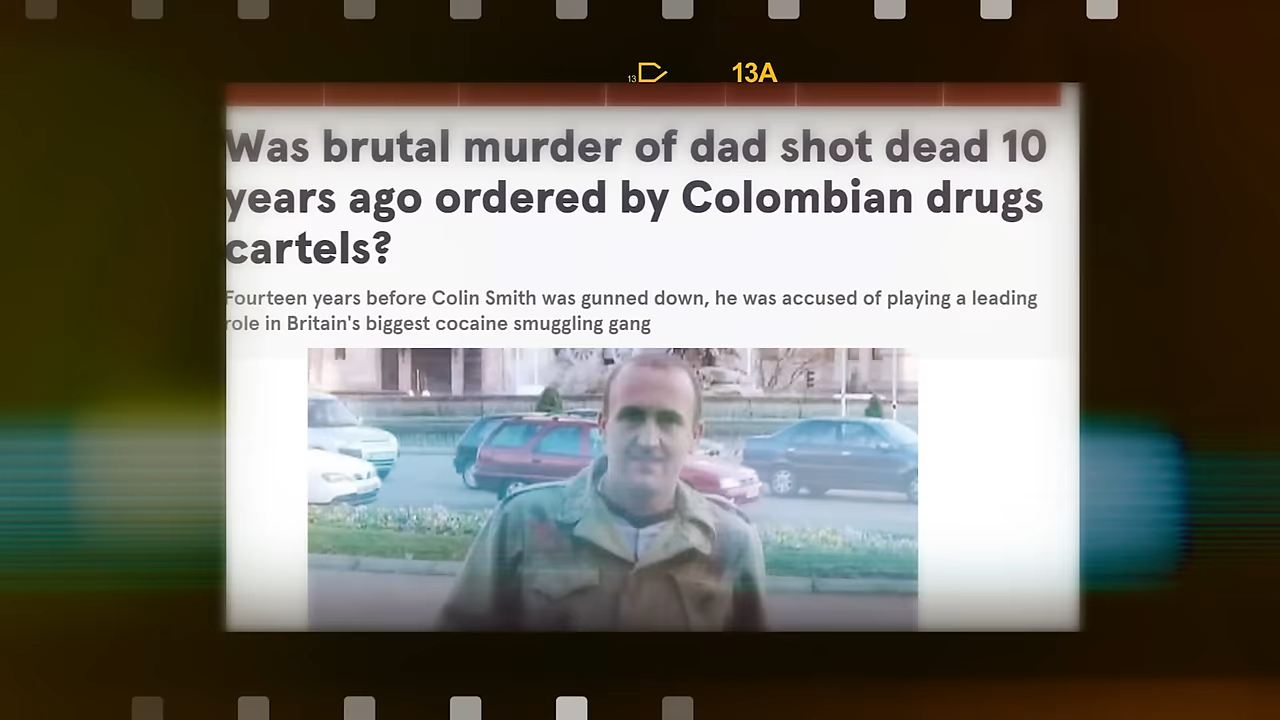 13 13A
Was brutal murder of dad shot dead 10
years ago ordered by Colombian drugs
cartels?
Fourteen years before Colin Smith was gunned down, he was accused of playing a leading
role in Britain's biggest cocaine smuggling gang